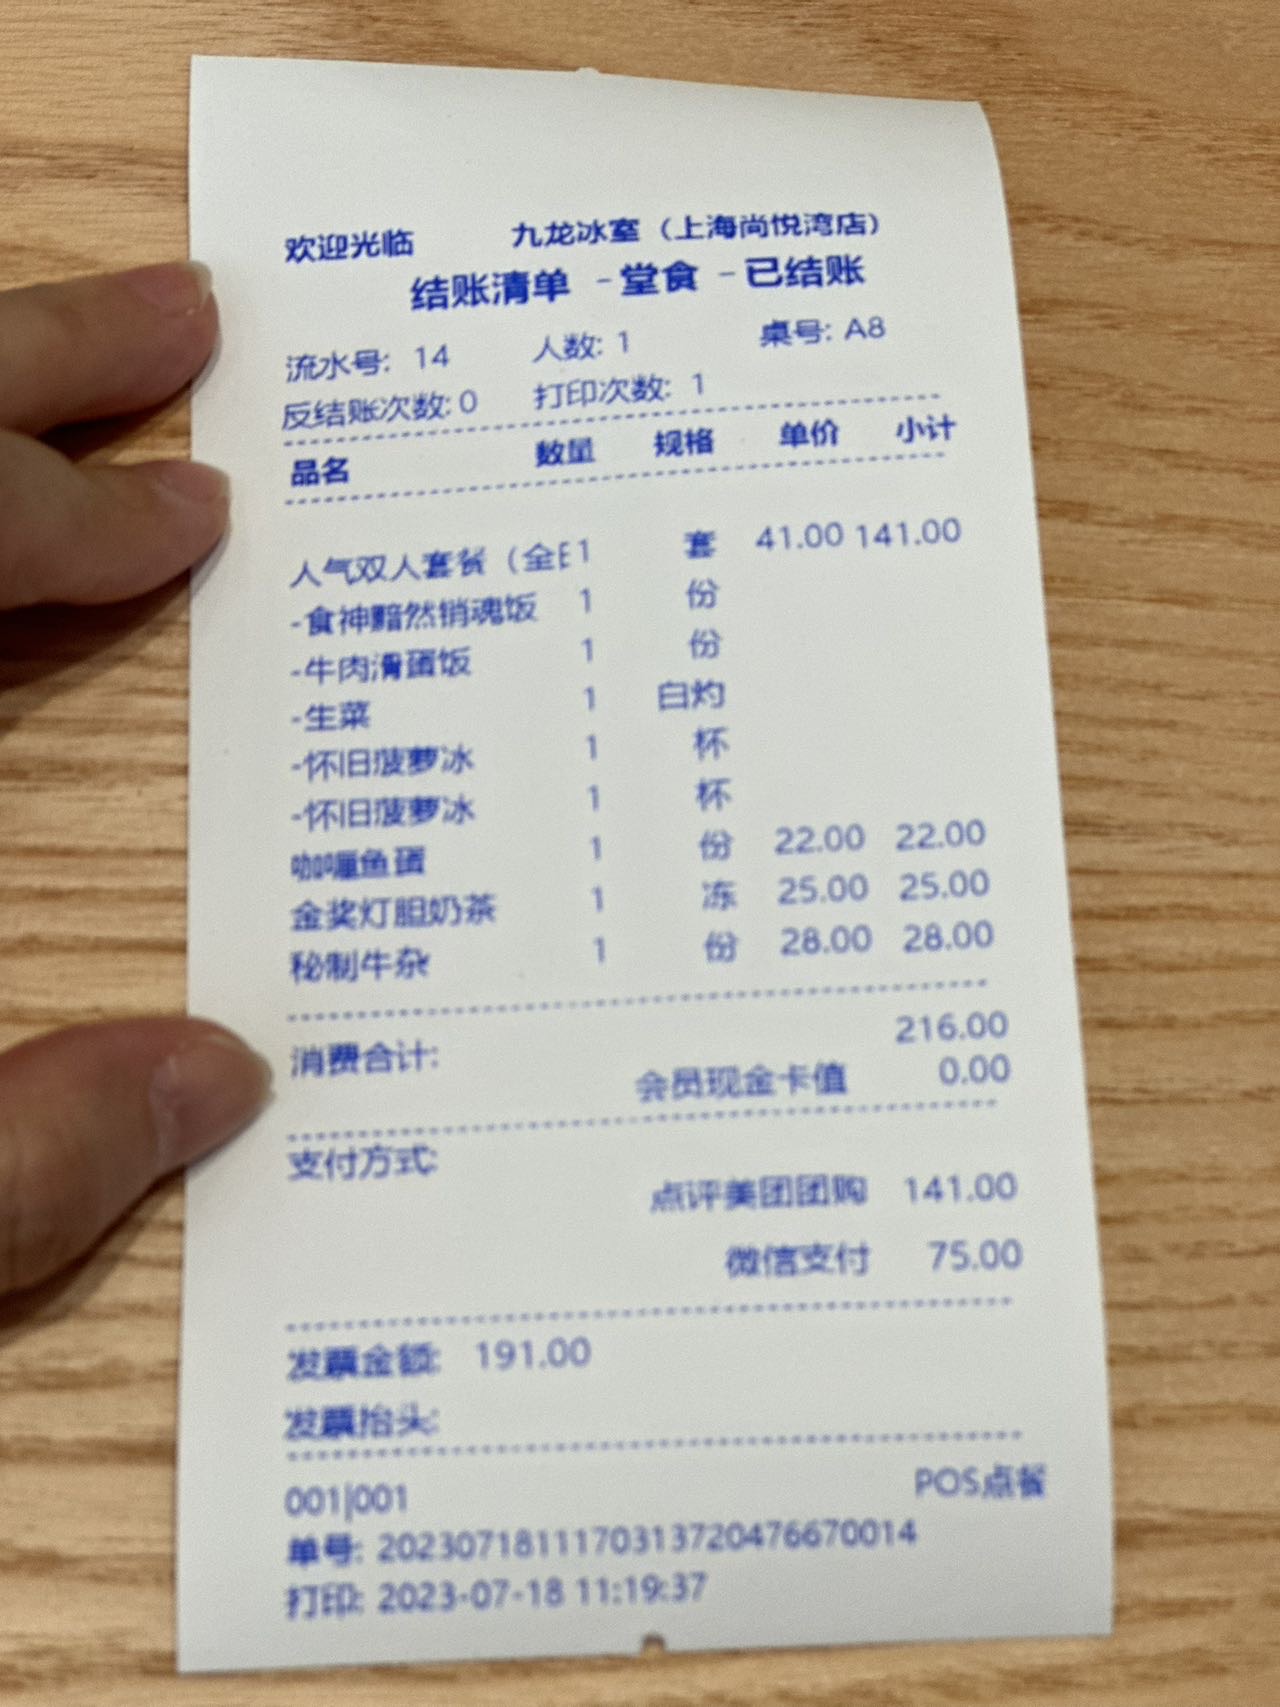 欢迎光临 九龙冰室（上海尚悦湾店）
结账清单 - 堂食 - 已结账
流水号: 14 人数: 1 桌号: A8
反结账次数: 0 打印次数: 1
品名 数量 规格 单价 小计
人气双人套餐（全日 1 套 41.00 141.00
-食神黯然销魂饭 1 份
-牛肉滑蛋饭 1 份
-生菜 1 白灼
-怀旧菠萝冰 1 杯
-怀旧菠萝冰 1 杯
咖喱鱼蛋 1 份 22.00 22.00
金奖灯胆奶茶 1 冻 25.00 25.00
秘制牛杂 1 份 28.00 28.00
消费合计: 216.00
会员现金卡值 0.00
支付方式:
点评美团团购 141.00
微信支付 75.00
发票金额: 191.00
发票抬头:
001|001 POS点餐
单号: 2023071811170313720476670014
打印: 2023-07-18 11:19:37